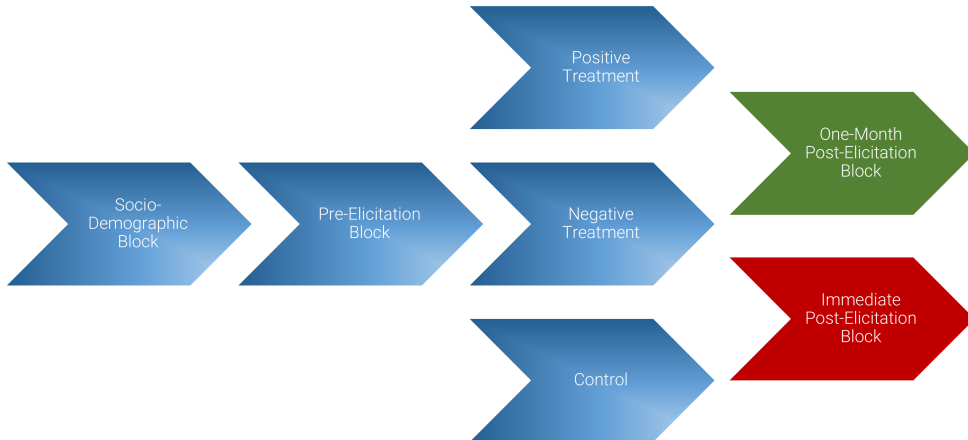 Socio-
Demographic
Block
Pre-Elicitation
Block
Positive
Treatment
Negative
Treatment
Control
One-Month
Post-Elicitation
Block
Immediate
Post-Elicitation
Block